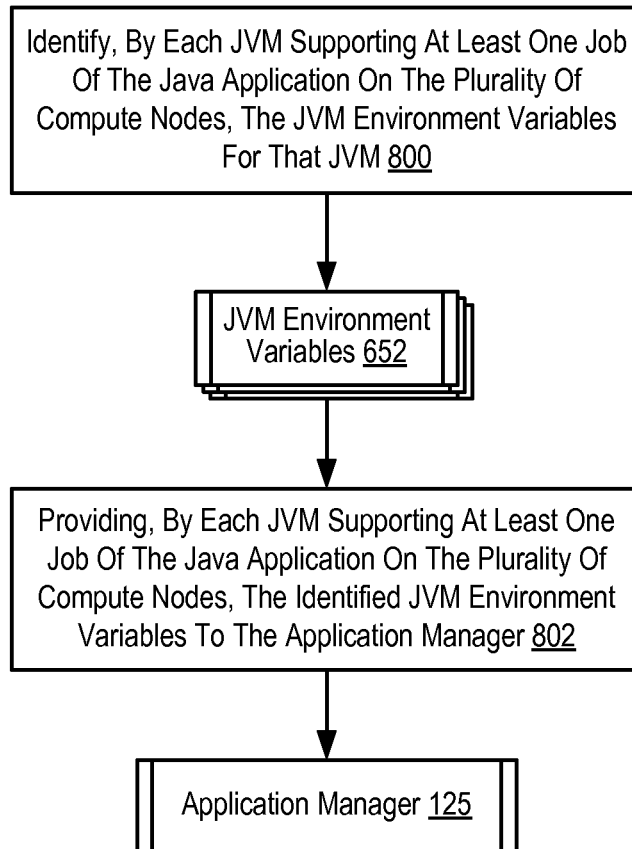 Identify, By Each JVM Supporting At Least One Job
Of The Java Application On The Plurality Of
Compute Nodes, The JVM Environment Variables
For That JVM 800
JVM Environment
Variables 652
Providing, By Each JVM Supporting At Least One
Job Of The Java Application On The Plurality Of
Compute Nodes, The Identified JVM Environment
Variables To The Application Manager 802
Application Manager 125